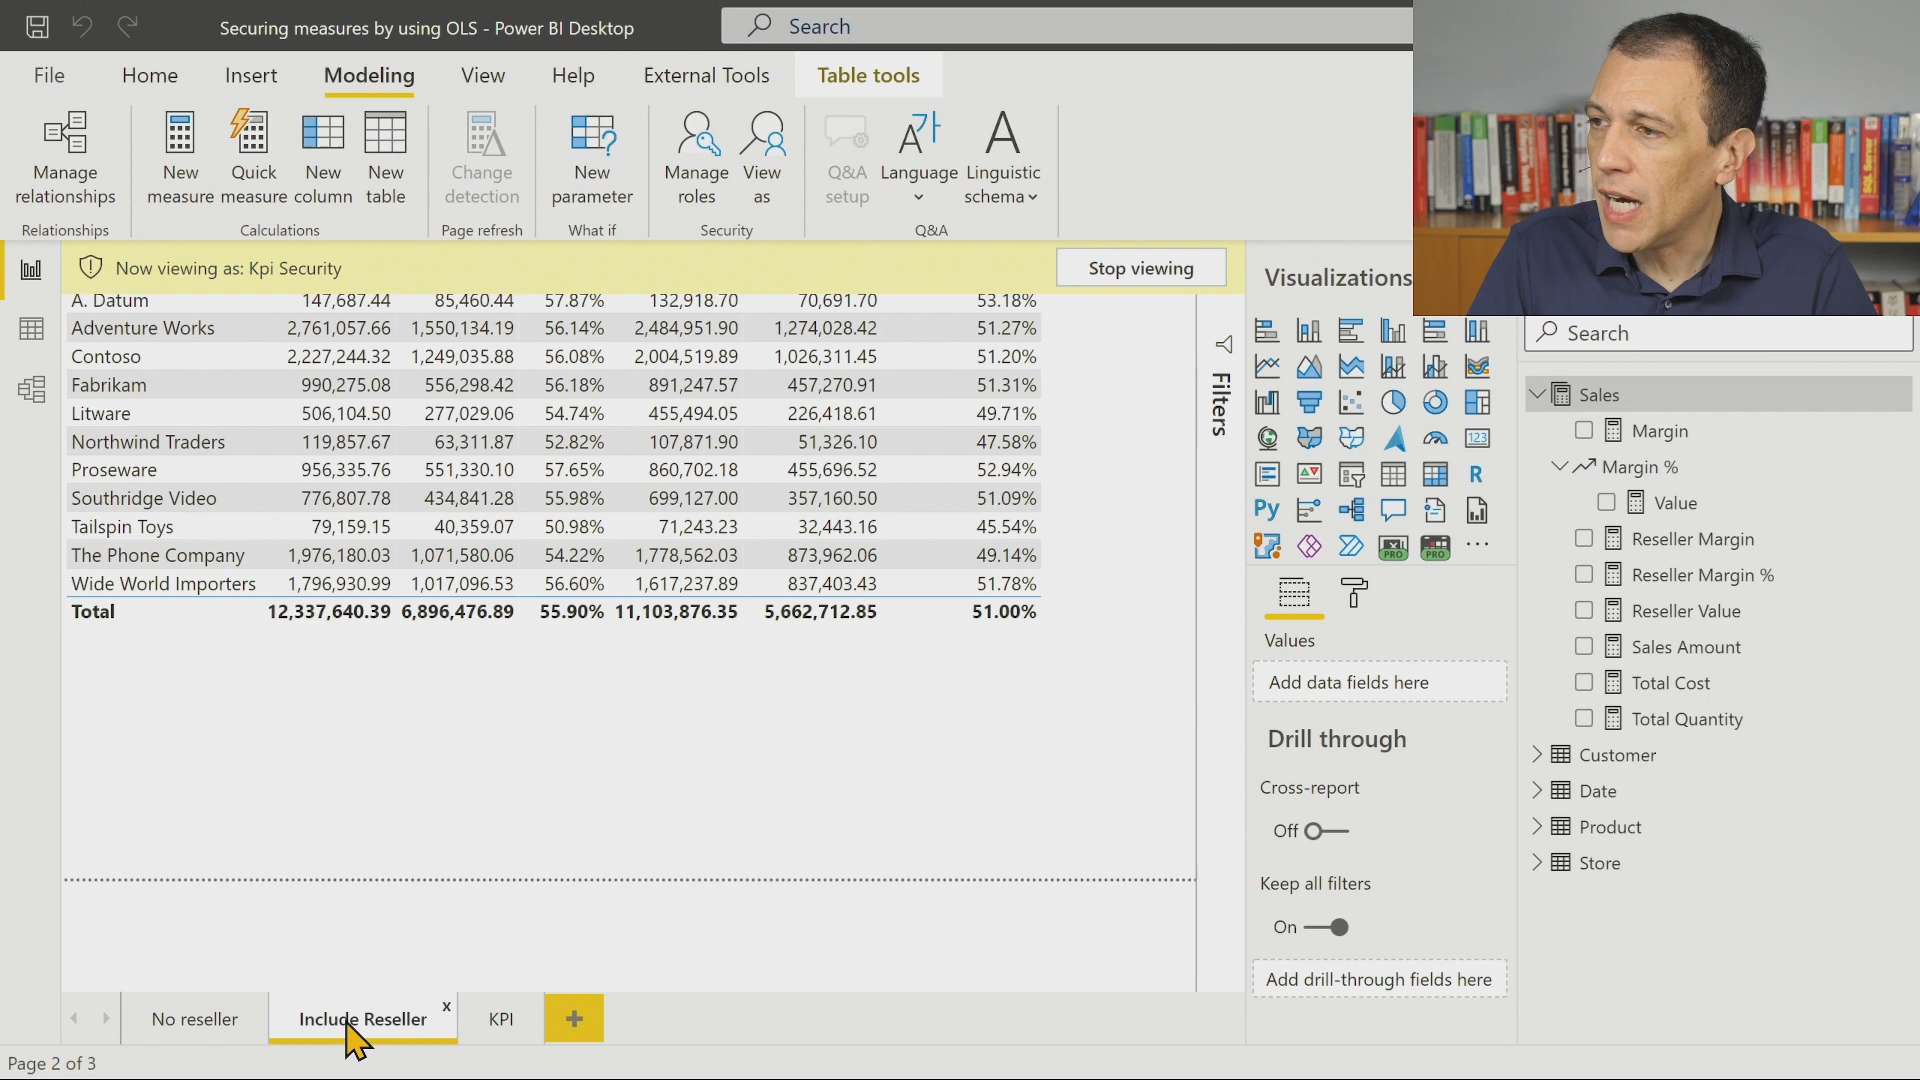 Securing measures by using OLS - Power BI Desktop
Search
File Home Insert Modeling View Help External Tools Table tools
Manage relationships
New measure
Quick measure
New column
New table
Change detection
New parameter
Manage roles
View as
Q&A setup
Language
Linguistic schema
Relationships
Calculations
Page refresh
What if
Security
Q&A
Now viewing as: Kpi Security
Stop viewing
A. Datum 147,687.44 85,460.44 57.87% 132,918.70 70,691.70 53.18%
Adventure Works 2,761,057.66 1,550,134.19 56.14% 2,484,951.90 1,274,028.42 51.27%
Contoso 2,227,244.32 1,249,035.88 56.08% 2,004,519.89 1,026,311.45 51.20%
Fabrikam 990,275.08 556,298.42 56.18% 891,247.57 457,270.91 51.31%
Litware 506,104.50 277,029.06 54.74% 455,494.05 226,418.61 49.71%
Northwind Traders 119,857.67 63,311.87 52.82% 107,871.90 51,326.10 47.58%
Proseware 956,335.76 551,330.10 57.65% 860,702.18 455,696.52 52.94%
Southridge Video 776,807.78 434,841.28 55.98% 699,127.00 357,160.50 51.09%
Tailspin Toys 79,159.15 40,359.07 50.98% 71,243.23 32,443.16 45.54%
The Phone Company 1,976,180.03 1,071,580.06 54.22% 1,778,562.03 873,962.06 49.14%
Wide World Importers 1,796,930.99 1,017,096.53 56.60% 1,617,237.89 837,403.43 51.78%
Total 12,337,640.39 6,896,476.89 55.90% 11,103,876.35 5,662,712.85 51.00%
Filters
Visualizations
123
R
Py
PRO
PRO
Values
Add data fields here
Drill through
Cross-report
Off
Keep all filters
On
Add drill-through fields here
SQL Server
Search
Sales
Margin
Margin %
Value
Reseller Margin
Reseller Margin %
Reseller Value
Sales Amount
Total Cost
Total Quantity
Customer
Date
Product
Store
No reseller
Include Reseller
x
KPI
Page 2 of 3